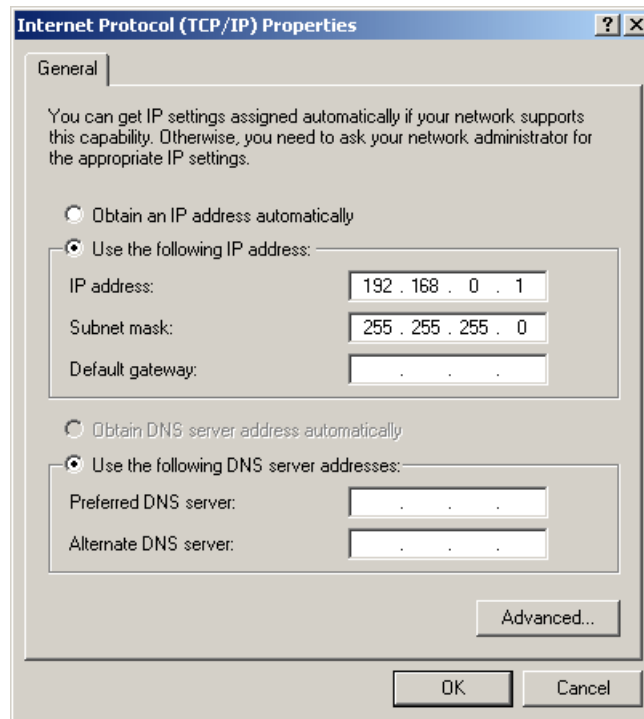 Internet Protocol (TCP/IP) Properties
General
You can get IP settings assigned automatically if your network supports
this capability. Otherwise, you need to ask your network administrator for
the appropriate IP settings.
Obtain an IP address automatically
Use the following IP address:
IP address: 192 . 168 . 0 . 1
Subnet mask: 255 . 255 . 255 . 0
Default gateway: . . .
Obtain DNS server address automatically
Use the following DNS server addresses:
Preferred DNS server: . . .
Alternate DNS server: . . .
Advanced...
OK Cancel